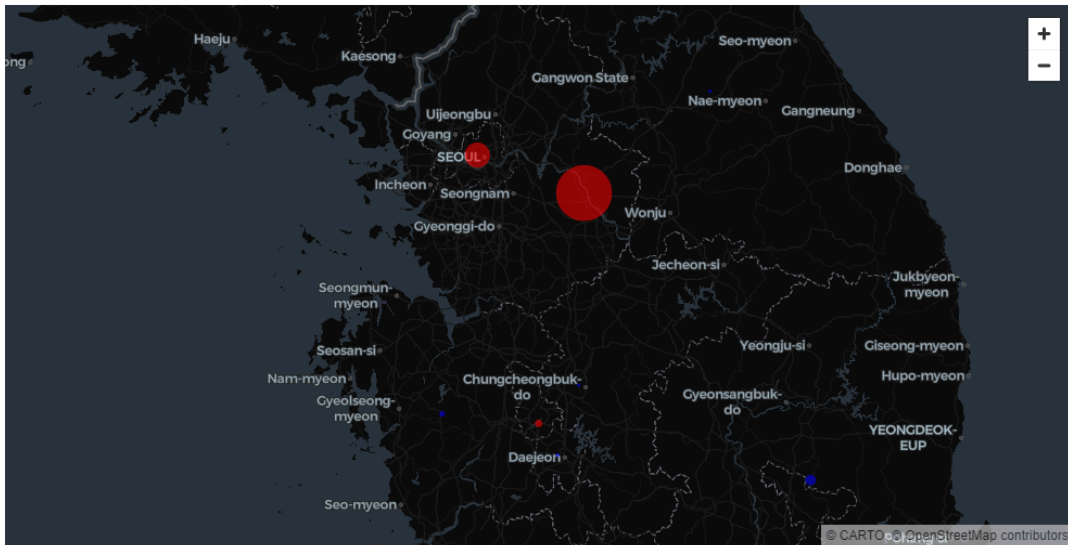 Haeju
Seo-myeon
Kaesong
ong
Gangwon State
Nae-myeon
Uijeongbu
Gangneung
Goyang
SEOUL
Donghae
Incheon
Seongnam
Wonju
Gyeonggi-do
Jecheon-si
Jukbyeon-
myeon
Seongmun-
myeon
Yeongju-si
Giseong-myeon
Seosan-si
Nam-myeon
Chungcheongbuk-
do
Hupo-myeon
Gyeolseong-
myeon
Gyeonsangbuk-
do
YEONGDEOK-
EUP
Daejeon
Seo-myeon
+
−
© CARTO, © OpenStreetMap contributors